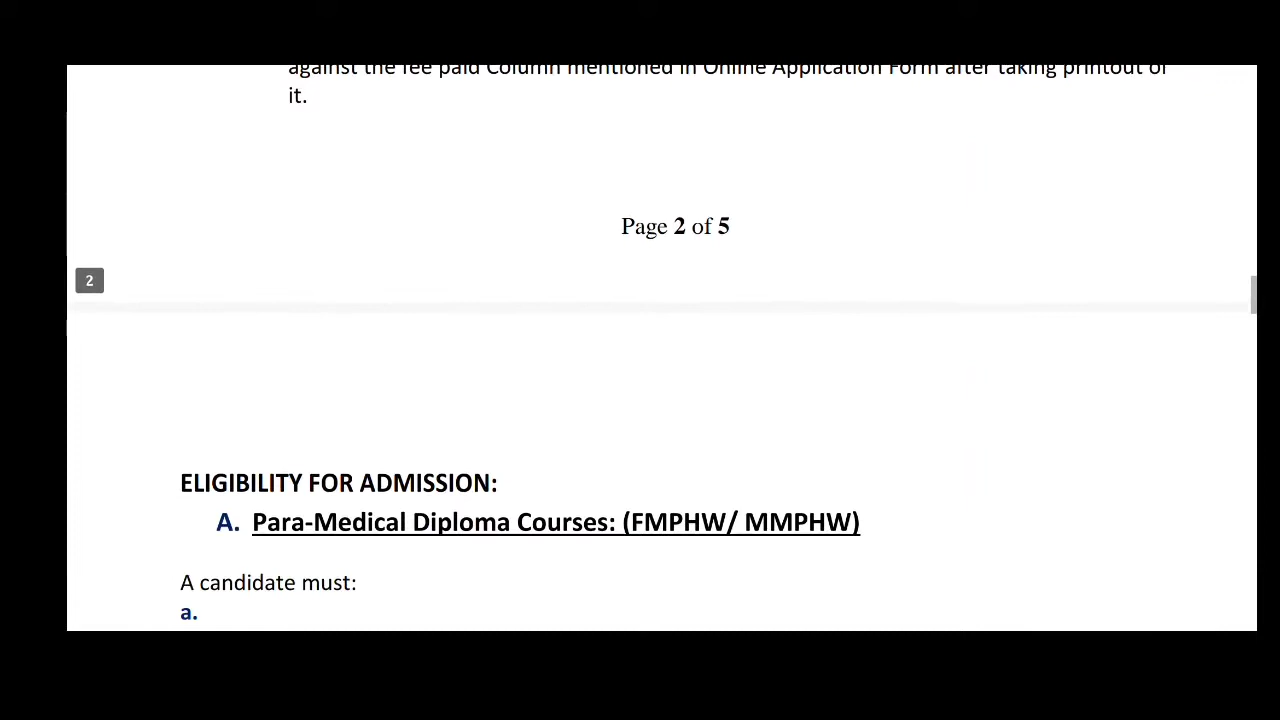 against the fee paid Column mentioned in Online Application Form after taking printout of
it.
Page 2 of 5
2
ELIGIBILITY FOR ADMISSION:
A. Para-Medical Diploma Courses: (FMPHW/ MMPHW)
A candidate must:
a.